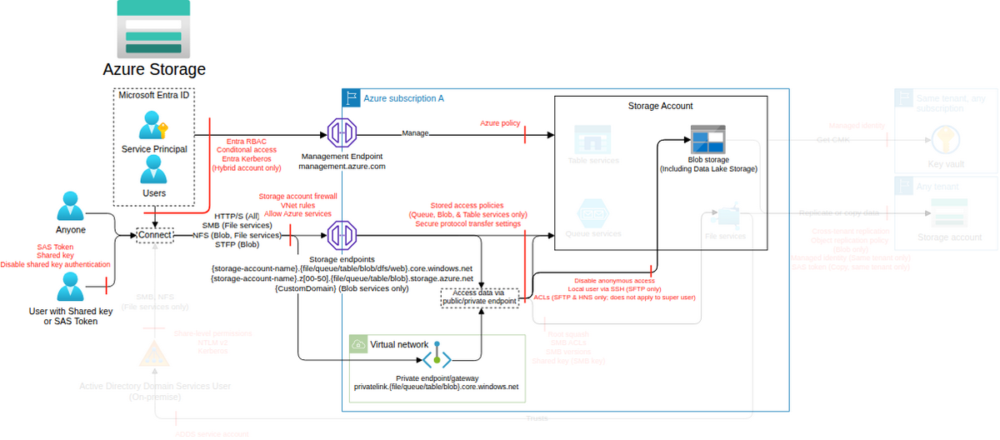 Azure Storage
Microsoft Entra ID
Service Principal
Users
Anyone
SAS Token
Shared key
Disable shared key authentication
User with Shared key
or SAS Token
Connect
Entra RBAC
Conditonal access
Entra Kerberos
(Hybrid account only)
HTTP/S (All)
SMB (File services)
NFS (Blob, File services)
STFP (Blob)
Storage account firewall
VNet rules
Allow Azure services
Azure subscription A
Management Endpoint
management.azure.com
Manage
Azure policy
Storage endpoints
{storage-account-name}.{file/queue/table/blob/dfs/web}.core.windows.net
{storage-account-name}.z[00-50].{file/queue/table/blob}.storage.azure.net
{CustomDomain} (Blob services only)
Stored access policies
(Queue, Blob, & Table services only)
Secure protocol transfer settings
Access data via
public/private endpoint
Virtual network
Private endpoint/gateway
privatelink.{file/queue/table/blob}.core.windows.net
Storage Account
Table services
Queue services
Blob storage
(Including Data Lake Storage)
File services
Disable anonymous access
Local user via SSH (SFTP only)
ACLs (SFTP & HNS only; does not apply to super user)
Root squash
SMB ACLs
SMB versions
Shared key (SMB key)
SMB, NFS
(File services only)
Share-level permissions
NTLM v2
Kerberos
Active Directory Domain Services User
(On-premise)
ADDS service account
Trusts
Same tenant, any
subscription
Managed identity
Get CMK
Key vault
Any tenant
Replicate or copy data
Storage account
Cross-tenant replication
Object replication policy
(Blob only)
Managed identity (Same tenant only)
SAS token (Copy, same tenant only)